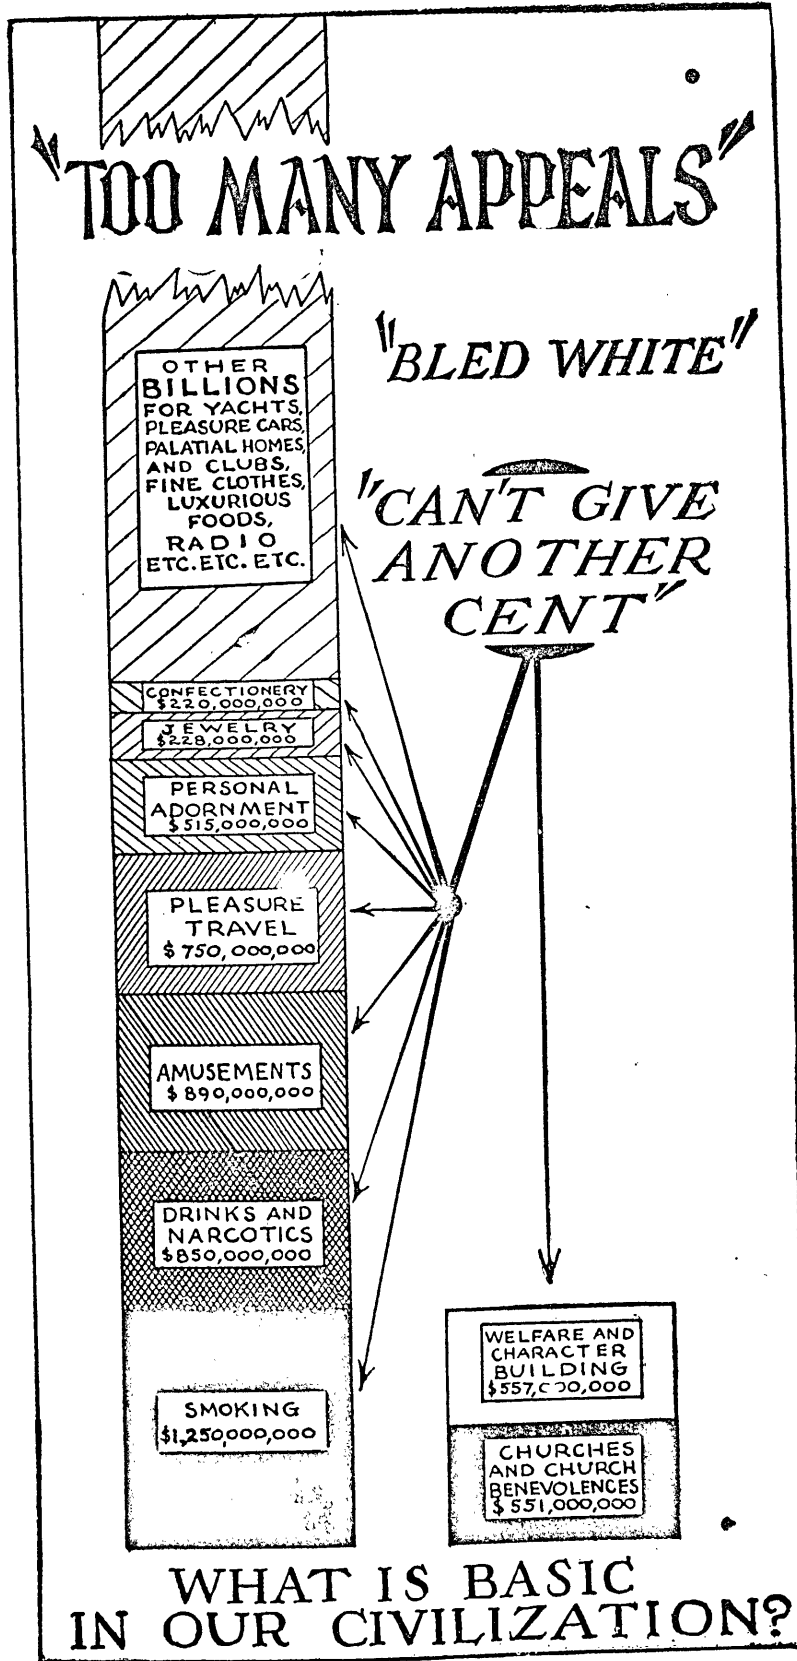 "TOO MANY APPEALS"
"BLED WHITE"
"CAN'T GIVE
ANOTHER
CENT"
OTHER
BILLIONS
FOR YACHTS,
PLEASURE CARS,
PALATIAL HOMES,
AND CLUBS,
FINE CLOTHES,
LUXURIOUS
FOODS,
RADIO
ETC. ETC. ETC.
CONFECTIONERY
$220,000,000
JEWELRY
$228,000,000
PERSONAL
ADORNMENT
$515,000,000
PLEASURE
TRAVEL
$750,000,000
AMUSEMENTS
$890,000,000
DRINKS AND
NARCOTICS
$850,000,000
SMOKING
$1,250,000,000
WELFARE AND
CHARACTER
BUILDING
$557,000,000
CHURCHES
AND CHURCH
BENEVOLENCES
$551,000,000
WHAT IS BASIC
IN OUR CIVILIZATION?